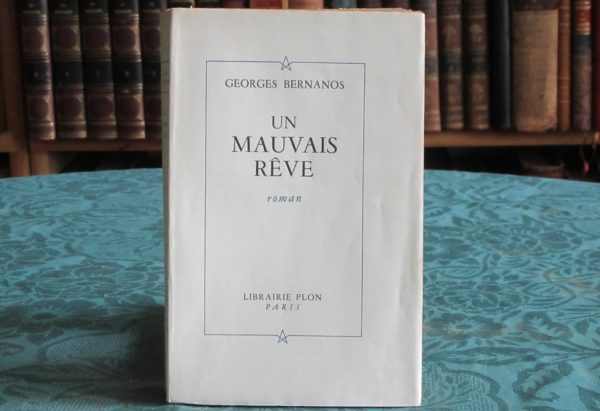 GEORGES BERNANOS
UN
MAUVAIS
RÊVE
roman
LIBRAIRIE PLON
PARIS